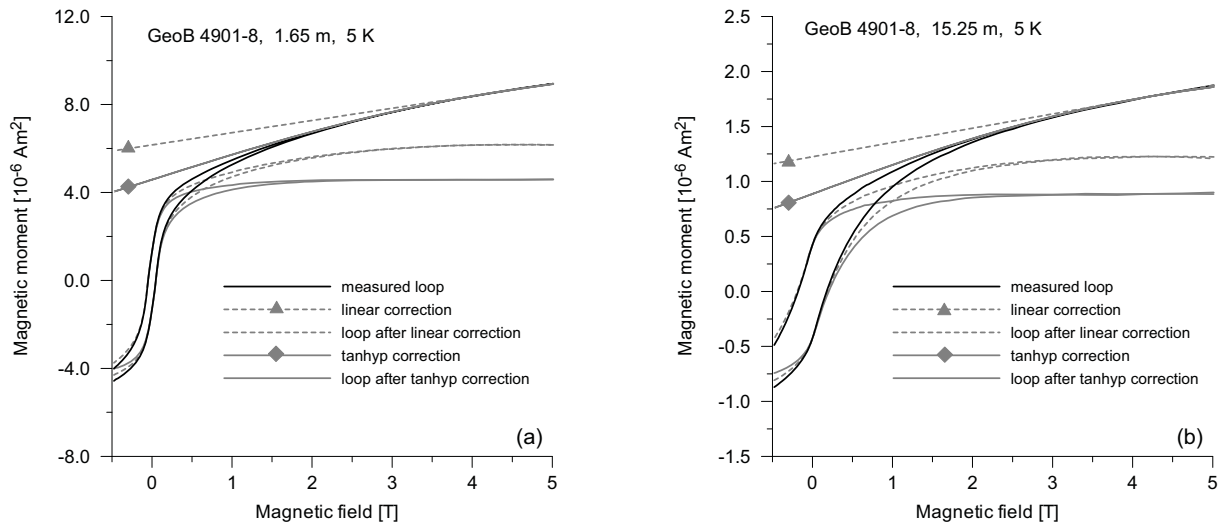 GeoB 4901-8, 1.65 m, 5 K
12.0
8.0
4.0
0.0
-4.0
-8.0
Magnetic moment [10-6 Am2]
measured loop
linear correction
loop after linear correction
tanhyp correction
loop after tanhyp correction
(a)
0 1 2 3 4 5
Magnetic field [T]
GeoB 4901-8, 15.25 m, 5 K
2.5
2.0
1.5
1.0
0.5
0.0
-0.5
-1.0
-1.5
Magnetic moment [10-6 Am2]
measured loop
linear correction
loop after linear correction
tanhyp correction
loop after tanhyp correction
(b)
0 1 2 3 4 5
Magnetic field [T]